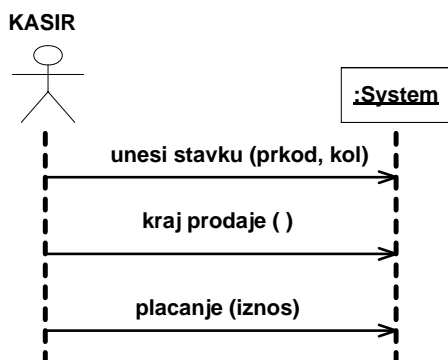 KASIR
:System
unesi stavku (prkod, kol)
kraj prodaje ( )
placanje (iznos)